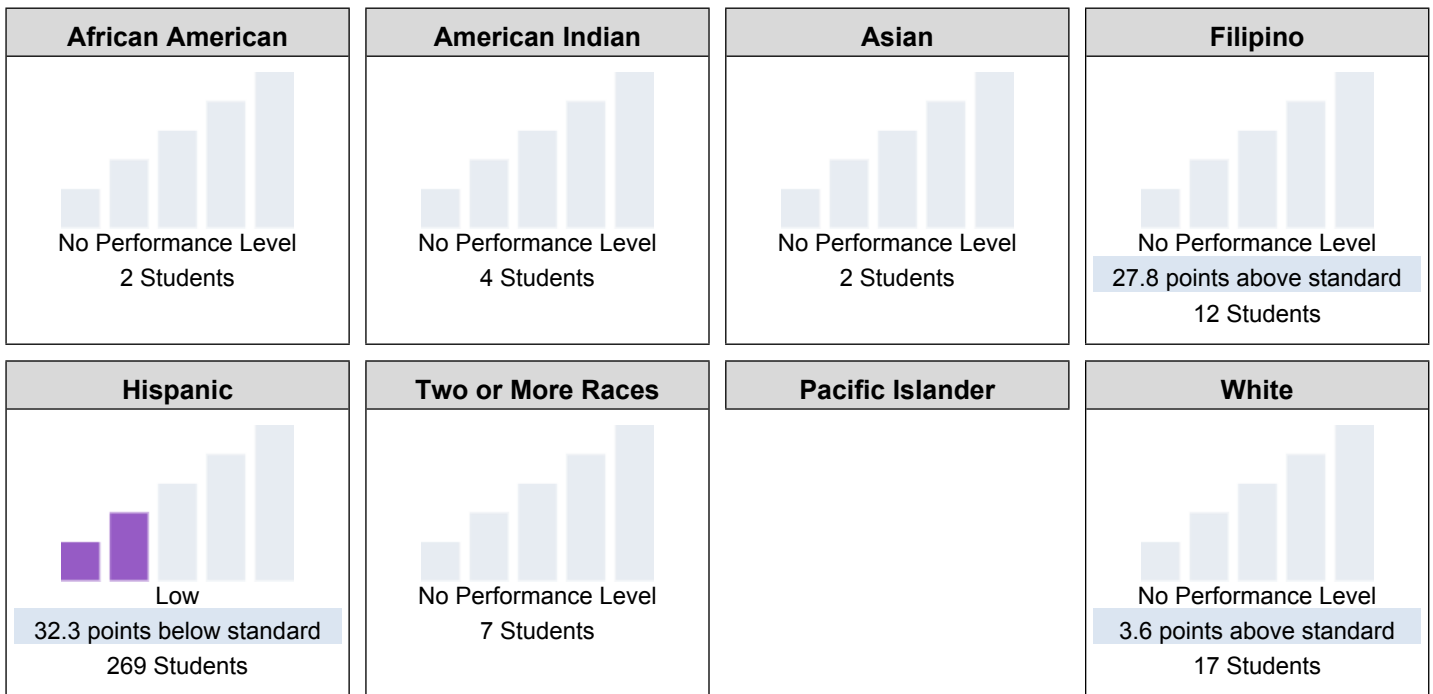 African American
No Performance Level
2 Students
American Indian
No Performance Level
4 Students
Asian
No Performance Level
2 Students
Filipino
No Performance Level
27.8 points above standard
12 Students
Hispanic
Low
32.3 points below standard
269 Students
Two or More Races
No Performance Level
7 Students
Pacific Islander
White
No Performance Level
3.6 points above standard
17 Students